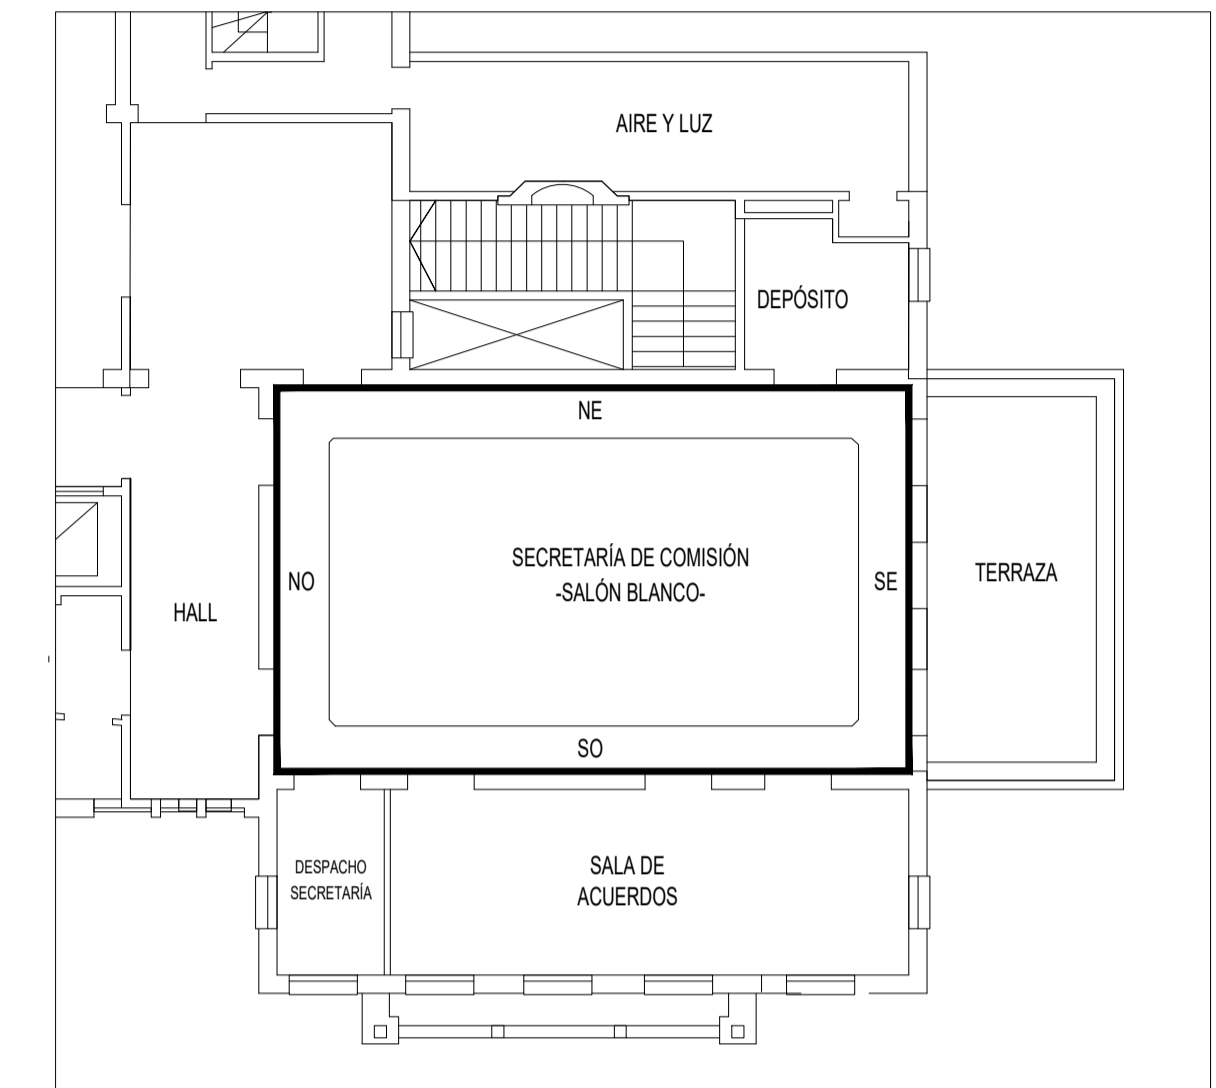 AIRE Y LUZ
DEPÓSITO
NE
SECRETARÍA DE COMISIÓN
-SALÓN BLANCO-
NO
SE
TERRAZA
HALL
SO
DESPACHO
SECRETARÍA
SALA DE
ACUERDOS